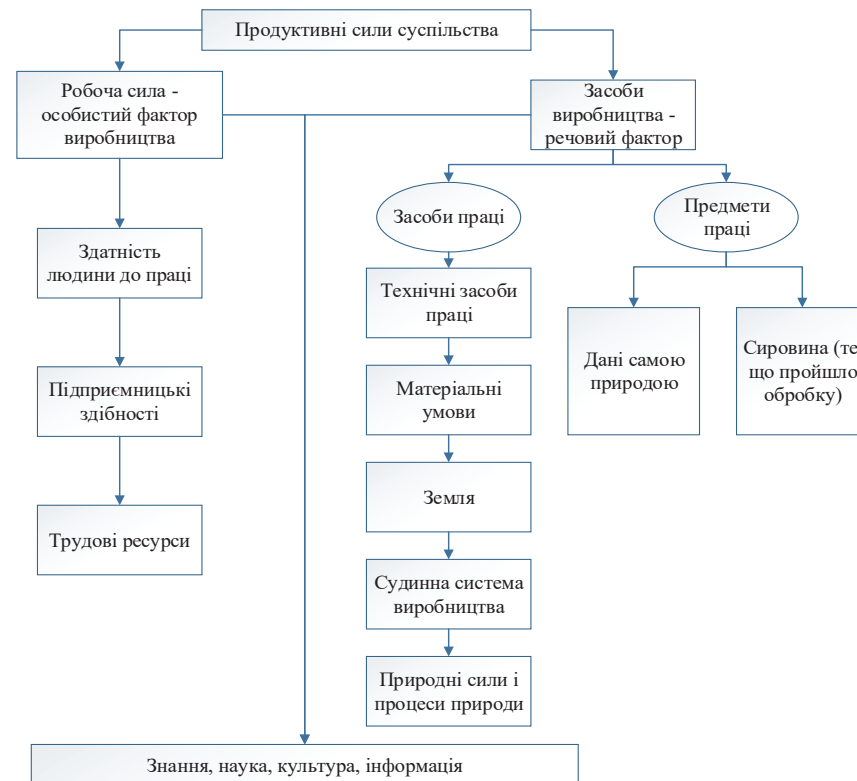 Продуктивні сили суспільства
Робоча сила -
особистий фактор
виробництва
Засоби
виробництва -
речовий фактор
Засоби праці
Предмети
праці
Здатність
людини до праці
Технічні засоби
праці
Дані самою
природою
Сировина (те,
що пройшло
обробку)
Підприємницькі
здібності
Матеріальні
умови
Земля
Трудові ресурси
Судинна система
виробництва
Природні сили і
процеси природи
Знання, наука, культура, інформація